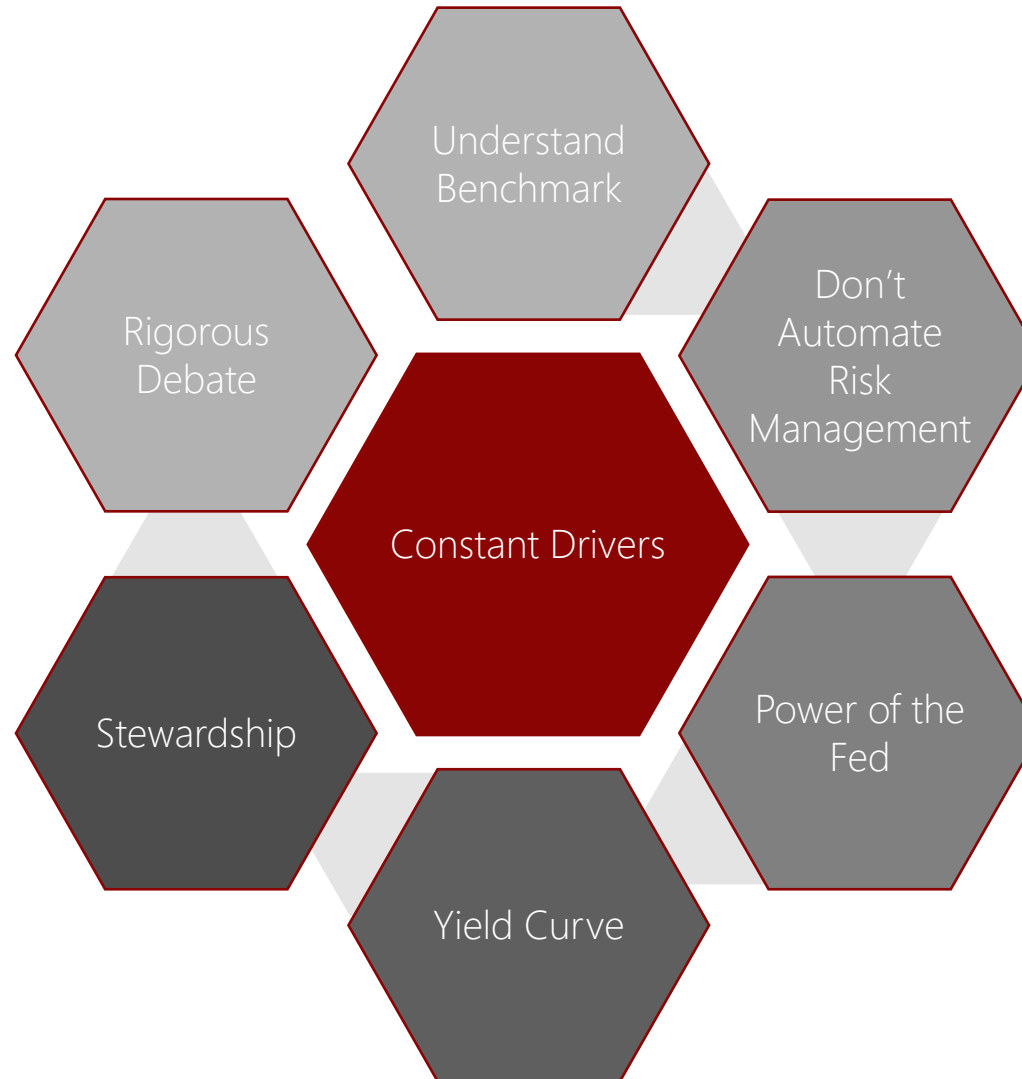 Understand
Benchmark
Don’t
Automate
Risk
Management
Power of the
Fed
Yield Curve
Stewardship
Rigorous
Debate
Constant Drivers